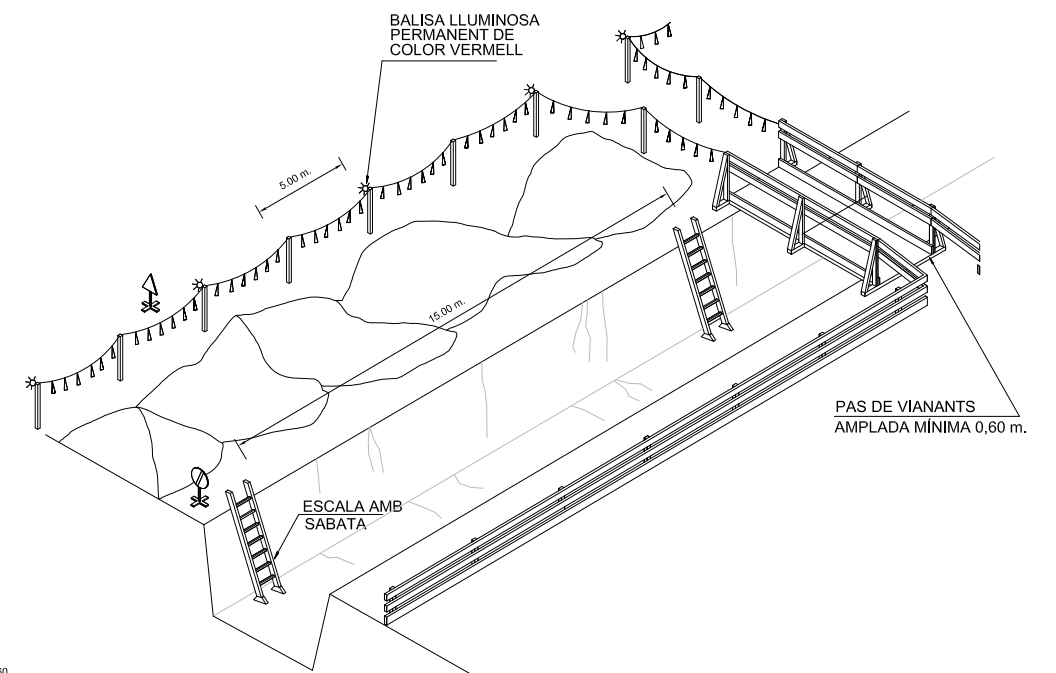 BALISA LLUMINOSA
PERMANENT DE
COLOR VERMELL
5.00 m.
15.00 m.
PAS DE VIANANTS
AMPLADA MÍNIMA 0,60 m.
ESCALA AMB
SABATA